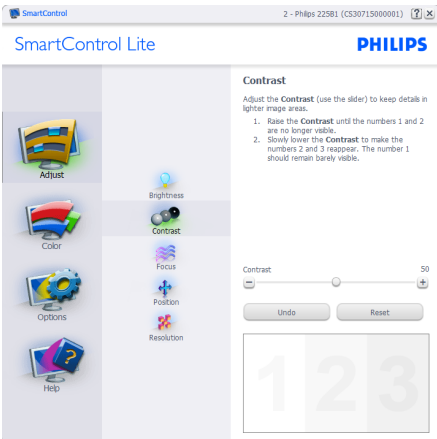 SmartControl
2 - Philips 225B1 (CS30715000001)
SmartControl Lite
PHILIPS
Adjust
Color
Options
Help
Brightness
Contrast
Focus
Position
Resolution
Contrast
Adjust the Contrast (use the slider) to keep details in
lighter image areas.
1. Raise the Contrast until the numbers 1 and 2
are no longer visible.
2. Slowly lower the Contrast to make the
numbers 2 and 3 reappear. The number 1
should remain barely visible.
Contrast 50
Undo Reset
1 2 3